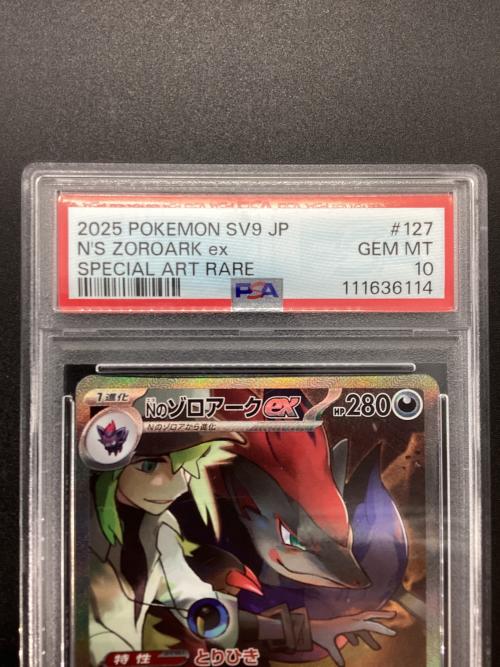 2025 POKEMON SV9 JP #127
N'S ZOROARK ex GEM MT
SPECIAL ART RARE 10
PSA 111636114
1進化
Nのゾロアークex HP280
Nのゾロアから進化
特性 とりひき